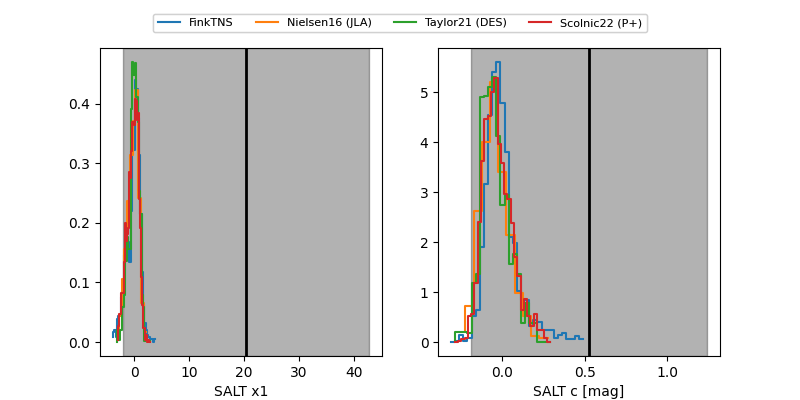 FinkTNS Nielsen16 (JLA) Taylor21 (DES) Scolnic22 (P+)
0.4
0.3
0.2
0.1
0.0
0 10 20 30 40
SALT x1
5
4
3
2
1
0
0.0 0.5 1.0
SALT c [mag]